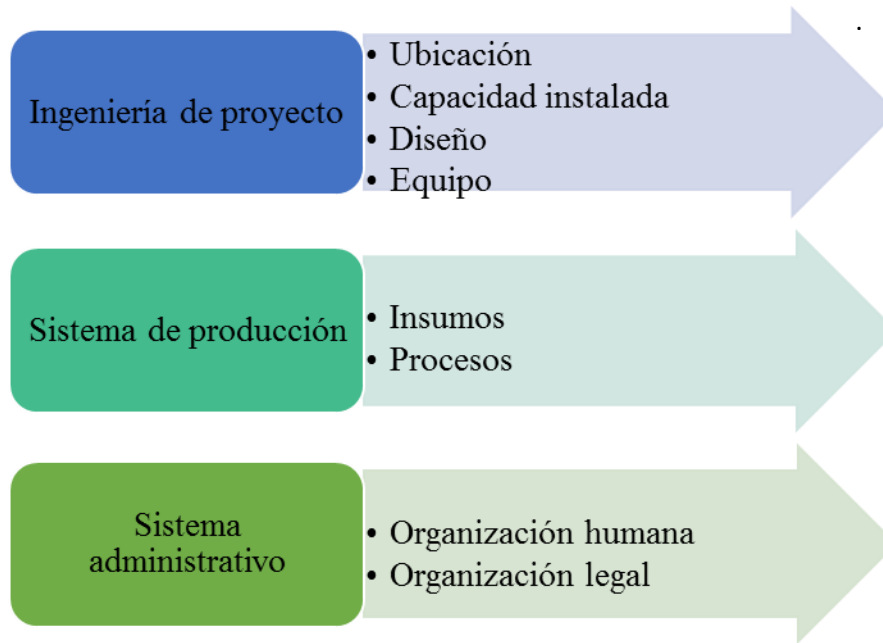 .
Ingeniería de proyecto
• Ubicación
• Capacidad instalada
• Diseño
• Equipo
Sistema de producción
• Insumos
• Procesos
Sistema
administrativo
• Organización humana
• Organización legal